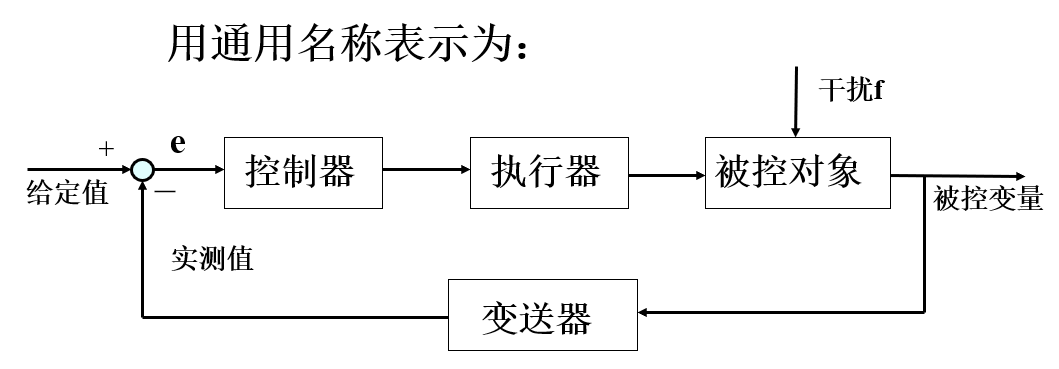 用通用名称表示为：
干扰f
+
e
控制器
执行器
被控对象
给定值
−
被控变量
实测值
变送器